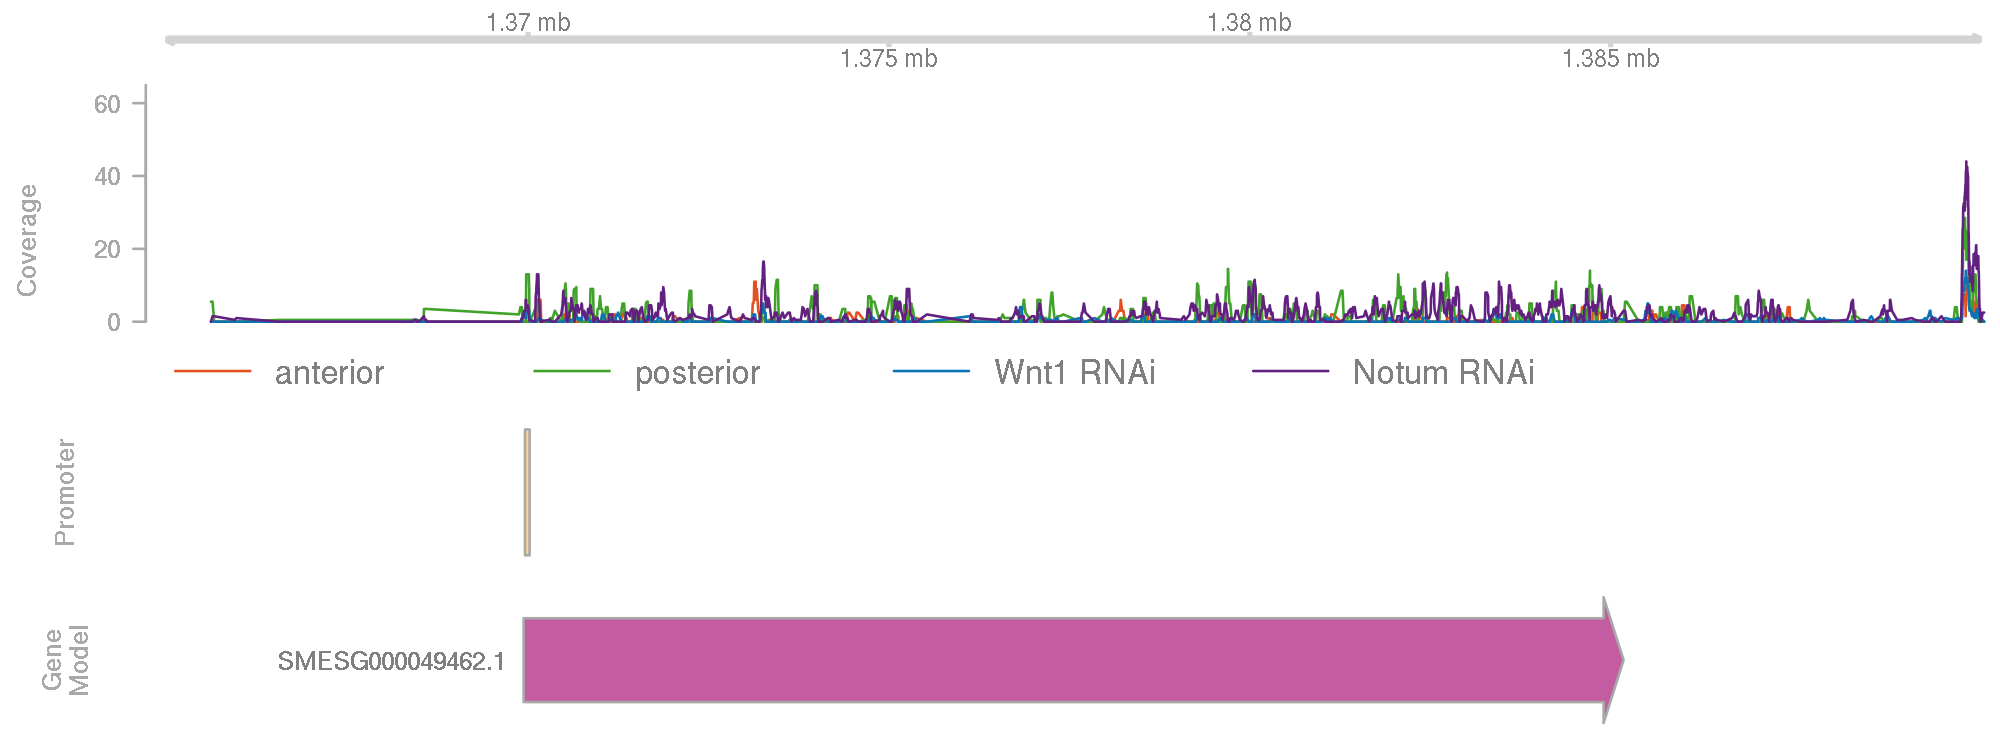 1.37 mb
1.38 mb
1.375 mb
1.385 mb
60
40
20
0
Coverage
anterior
posterior
Wnt1 RNAi
Notum RNAi
Promoter
Gene
Model
SMESG000049462.1